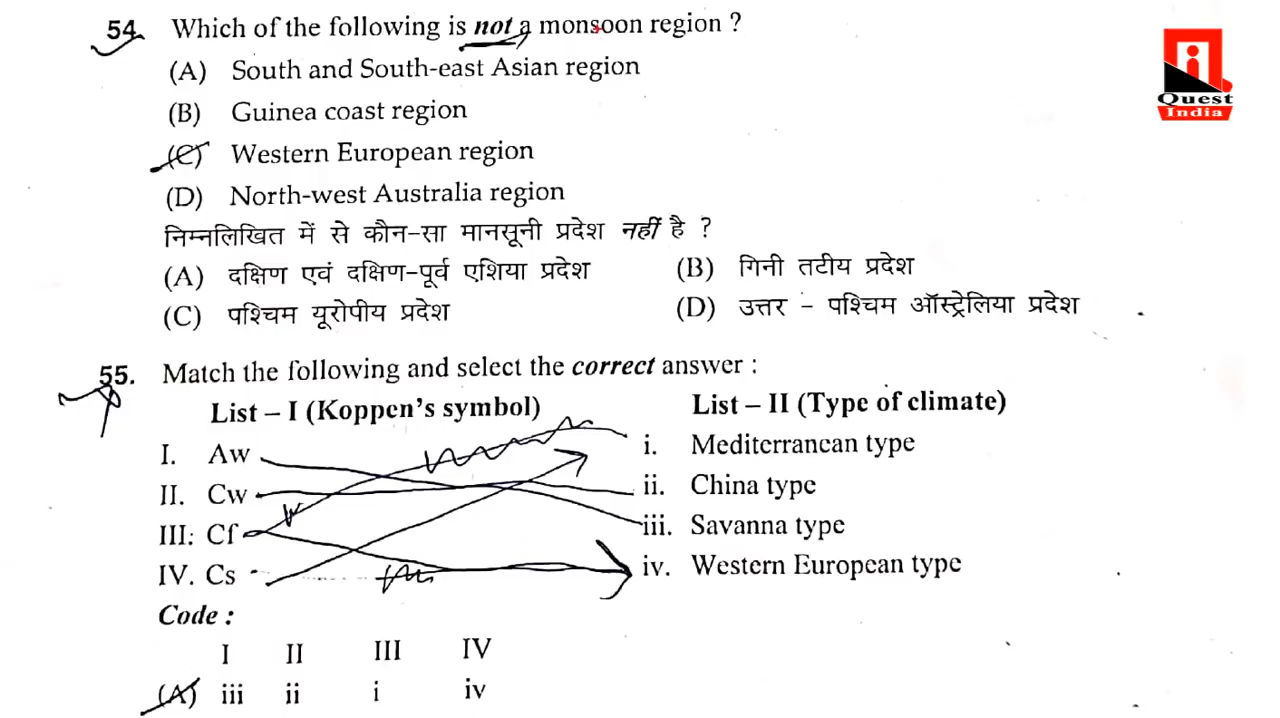 54. Which of the following is not a monsoon region ?
(A) South and South-east Asian region
(B) Guinea coast region
(C) Western European region
(D) North-west Australia region
निम्नलिखित में से कौन-सा मानसूनी प्रदेश नहीं है ?
(A) दक्षिण एवं दक्षिण-पूर्व एशिया प्रदेश (B) गिनी तटीय प्रदेश
(C) पश्चिम यूरोपीय प्रदेश (D) उत्तर - पश्चिम ऑस्ट्रेलिया प्रदेश
55. Match the following and select the correct answer :
List – I (Koppen's symbol) List – II (Type of climate)
I. Aw i. Mediterranean type
II. Cw ii. China type
III. Cf iii. Savanna type
IV. Cs iv. Western European type
Code :
I II III IV
(A) iii ii i iv
Quest
India